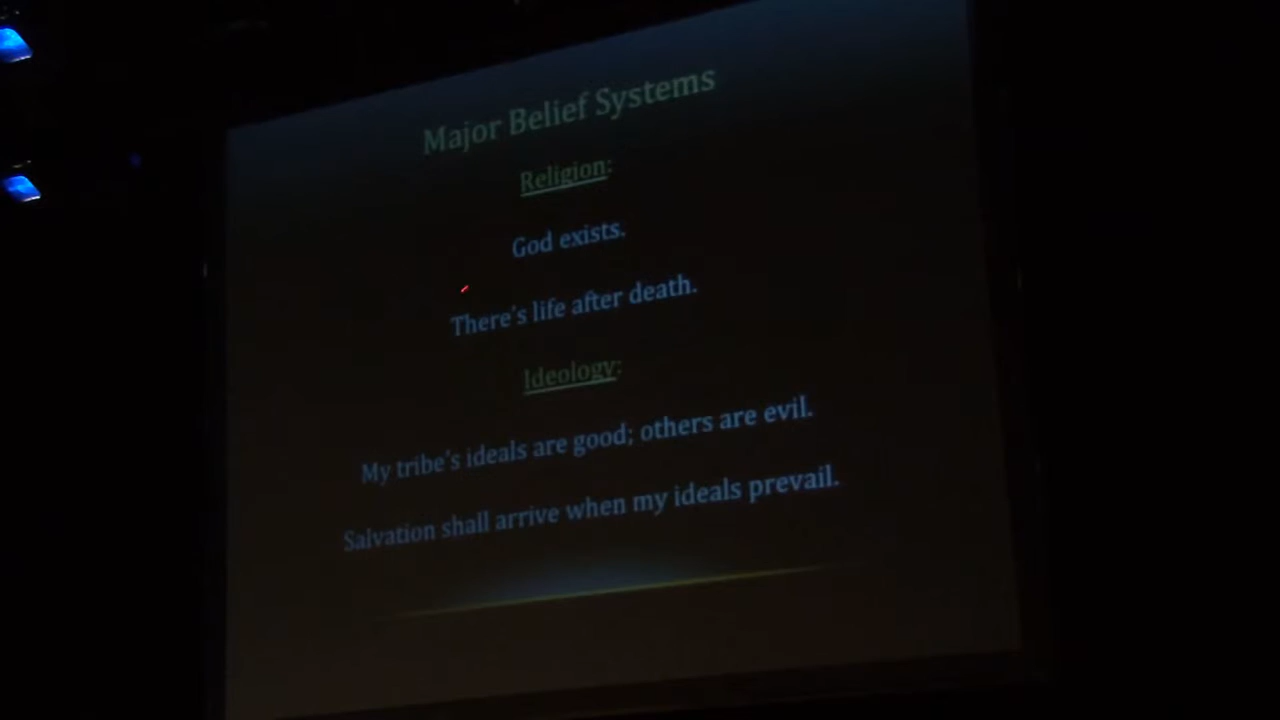 Major Belief Systems
Religion:
God exists.
There's life after death.
Ideology:
My tribe's ideals are good; others are evil.
Salvation shall arrive when my ideals prevail.